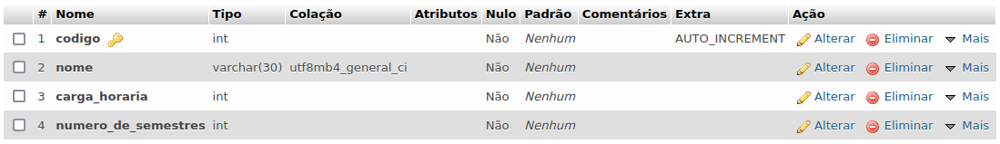 # Nome Tipo Colação Atributos Nulo Padrão Comentários Extra Ação
1 codigo int Não Nenhum AUTO_INCREMENT Alterar Eliminar Mais
2 nome varchar(30) utf8mb4_general_ci Não Nenhum Alterar Eliminar Mais
3 carga_horaria int Não Nenhum Alterar Eliminar Mais
4 numero_de_semestres int Não Nenhum Alterar Eliminar Mais